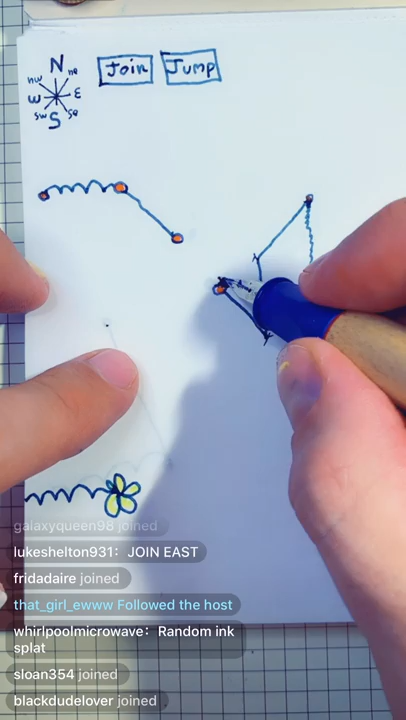 N
nw ne
W E
sw se
S
Join Jump
galaxyqueen98 joined
lukeshelton931: JOIN EAST
fridadaire joined
that_girl_ewww Followed the host
whirlpoolmicrowave: Random ink
splat
sloan354 joined
blackdudelover joined